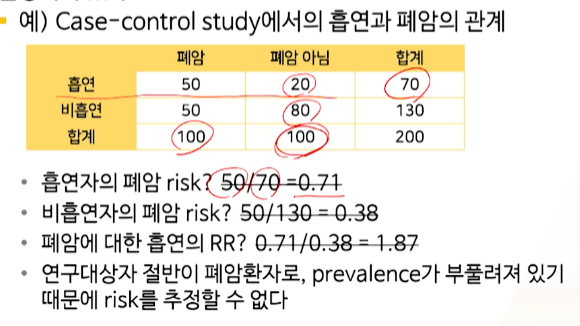 예) Case-control study에서의 흡연과 폐암의 관계
폐암 폐암 아님 합계
흡연 50 20 70
비흡연 50 80 130
합계 100 100 200
• 흡연자의 폐암 risk? 50/70 =0.71
• 비흡연자의 폐암 risk? 50/130 = 0.38
• 폐암에 대한 흡연의 RR? 0.71/0.38 = 1.87
• 연구대상자 절반이 폐암환자로, prevalence가 부풀려져 있기
때문에 risk를 추정할 수 없다